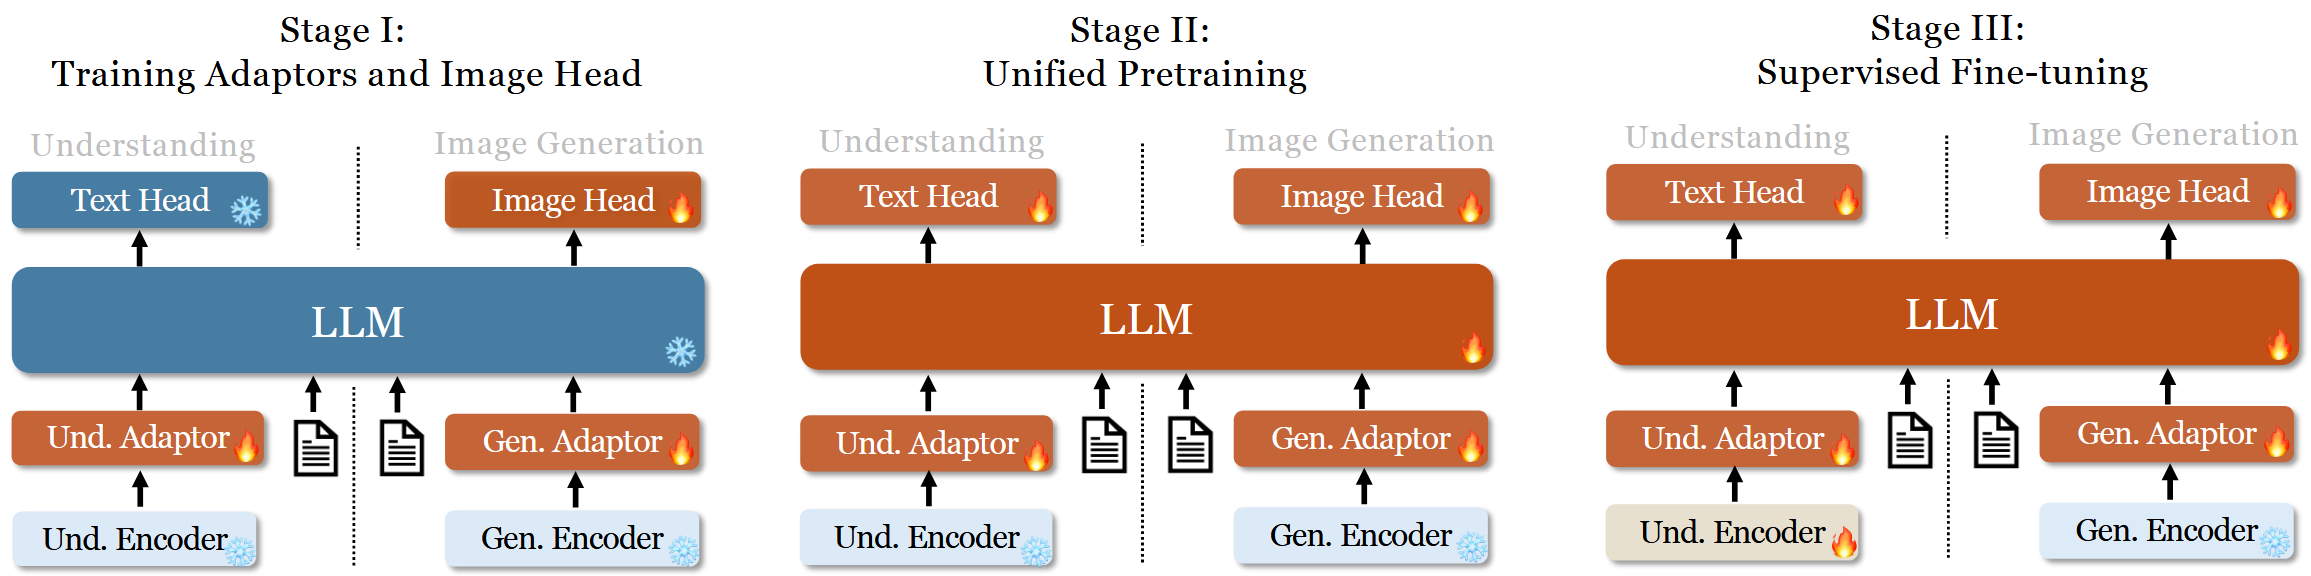 Stage I:
Training Adaptors and Image Head
Understanding
Image Generation
Text Head
Image Head
LLM
Und. Adaptor
Gen. Adaptor
Und. Encoder
Gen. Encoder
Stage II:
Unified Pretraining
Understanding
Image Generation
Text Head
Image Head
LLM
Und. Adaptor
Gen. Adaptor
Und. Encoder
Gen. Encoder
Stage III:
Supervised Fine-tuning
Understanding
Image Generation
Text Head
Image Head
LLM
Und. Adaptor
Gen. Adaptor
Und. Encoder
Gen. Encoder